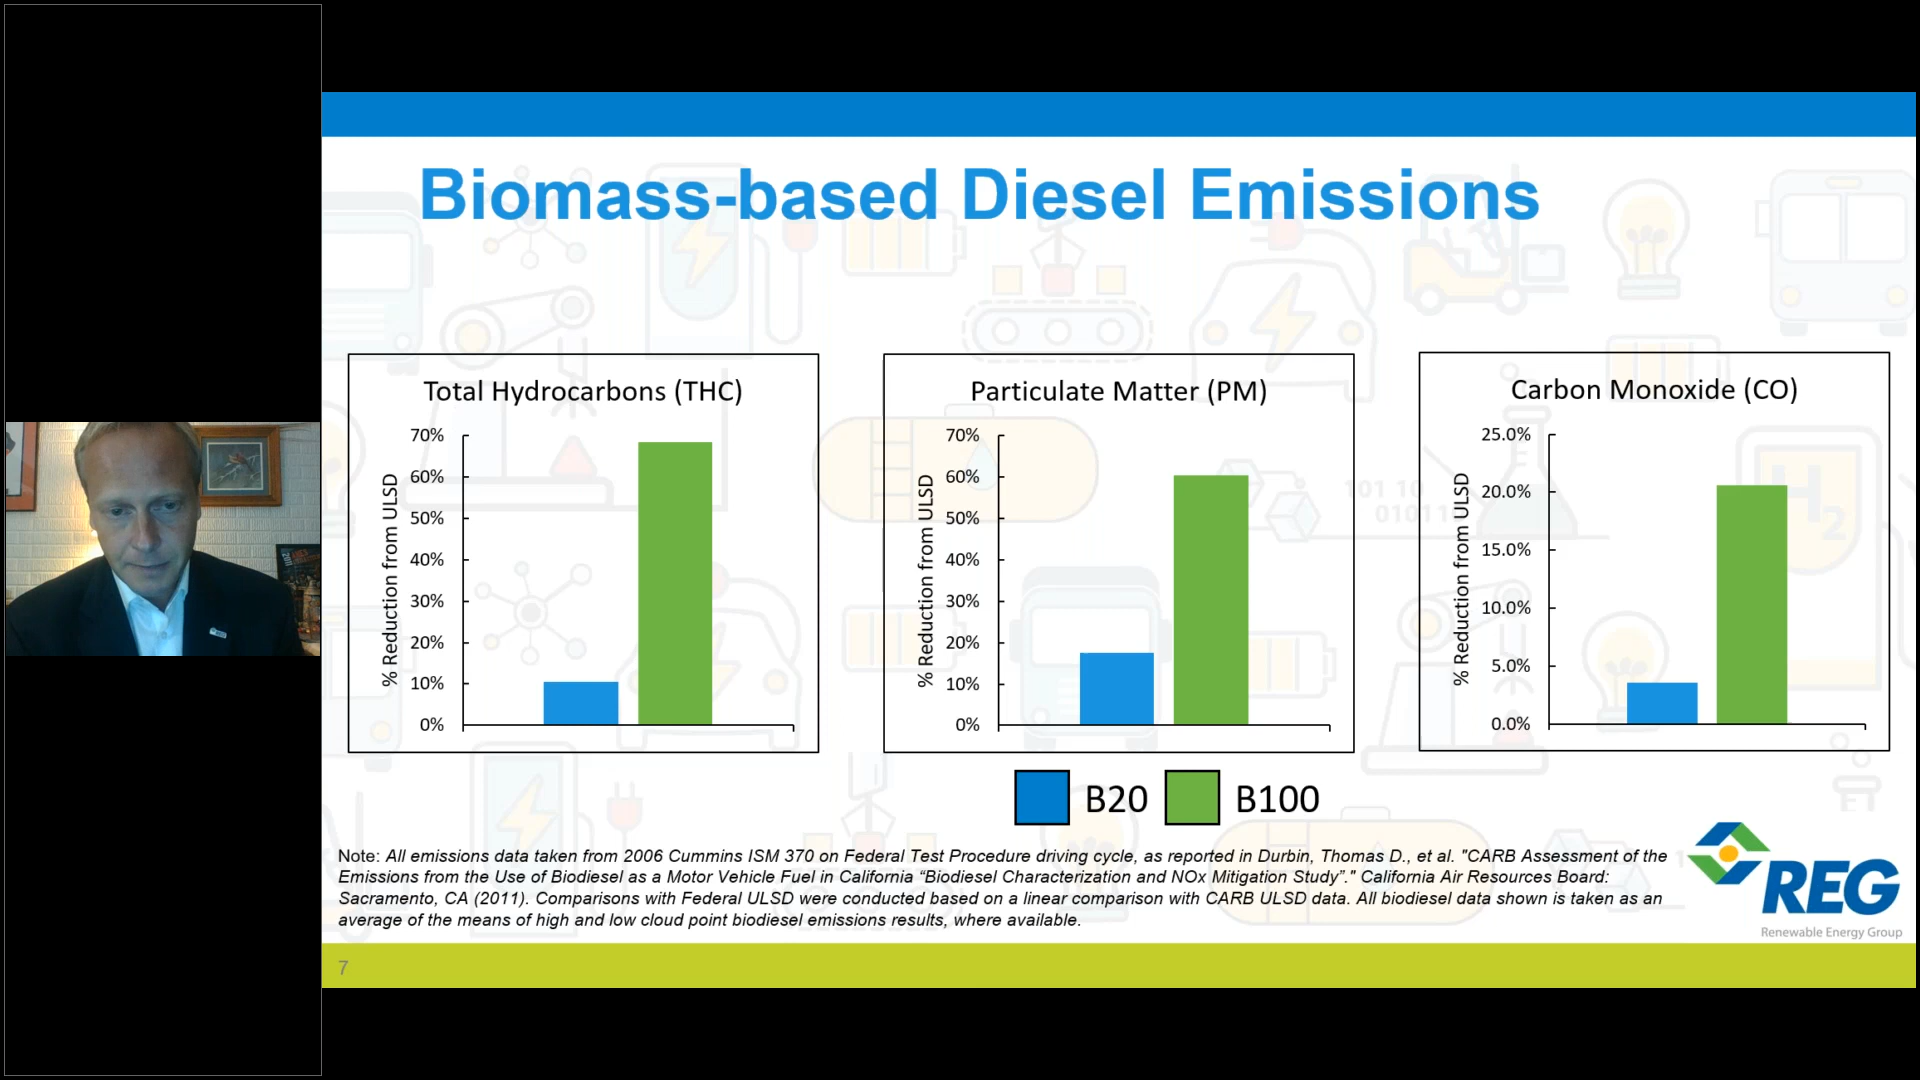 Biomass-based Diesel Emissions
Total Hydrocarbons (THC)
% Reduction from ULSD
70%
60%
50%
40%
30%
20%
10%
0%
Particulate Matter (PM)
% Reduction from ULSD
70%
60%
50%
40%
30%
20%
10%
0%
Carbon Monoxide (CO)
% Reduction from ULSD
25.0%
20.0%
15.0%
10.0%
5.0%
0.0%
101 10
0101
H2
B20 B100
Note: All emissions data taken from 2006 Cummins ISM 370 on Federal Test Procedure driving cycle, as reported in Durbin, Thomas D., et al. "CARB Assessment of the
Emissions from the Use of Biodiesel as a Motor Vehicle Fuel in California “Biodiesel Characterization and NOx Mitigation Study”." California Air Resources Board:
Sacramento, CA (2011). Comparisons with Federal ULSD were conducted based on a linear comparison with CARB ULSD data. All biodiesel data shown is taken as an
average of the means of high and low cloud point biodiesel emissions results, where available.
REG
Renewable Energy Group
7